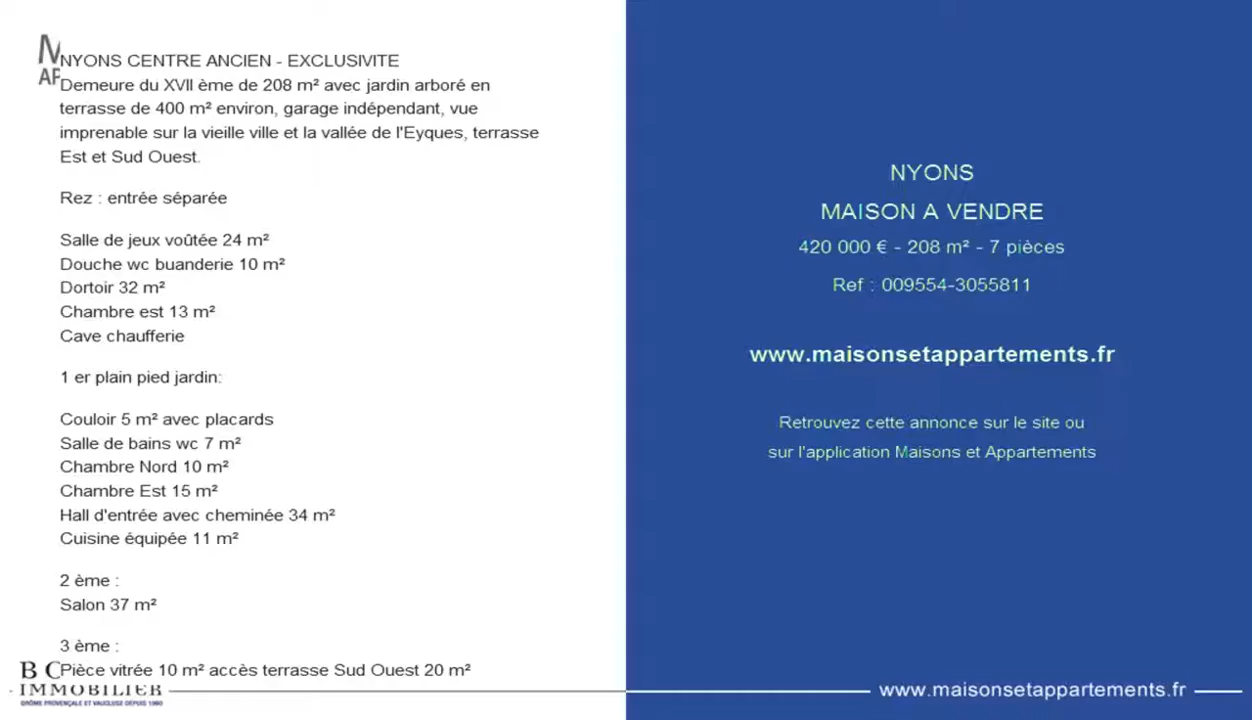 NYONS CENTRE ANCIEN - EXCLUSIVITE
Demeure du XVII ème de 208 m² avec jardin arboré en
terrasse de 400 m² environ, garage indépendant, vue
imprenable sur la vieille ville et la vallée de l'Eyques, terrasse
Est et Sud Ouest.
Rez : entrée séparée
Salle de jeux voûtée 24 m²
Douche wc buanderie 10 m²
Dortoir 32 m²
Chambre est 13 m²
Cave chaufferie
1 er plain pied jardin:
Couloir 5 m² avec placards
Salle de bains wc 7 m²
Chambre Nord 10 m²
Chambre Est 15 m²
Hall d'entrée avec cheminée 34 m²
Cuisine équipée 11 m²
2 ème :
Salon 37 m²
3 ème :
Pièce vitrée 10 m² accès terrasse Sud Ouest 20 m²
B C
IMMOBILIER
DRÔME PROVENÇALE ET VAUCLUSE DEPUIS 1990
NYONS
MAISON A VENDRE
420 000 € - 208 m² - 7 pièces
Ref : 009554-3055811
www.maisonsetappartements.fr
Retrouvez cette annonce sur le site ou
sur l'application Maisons et Appartements
www.maisonsetappartements.fr